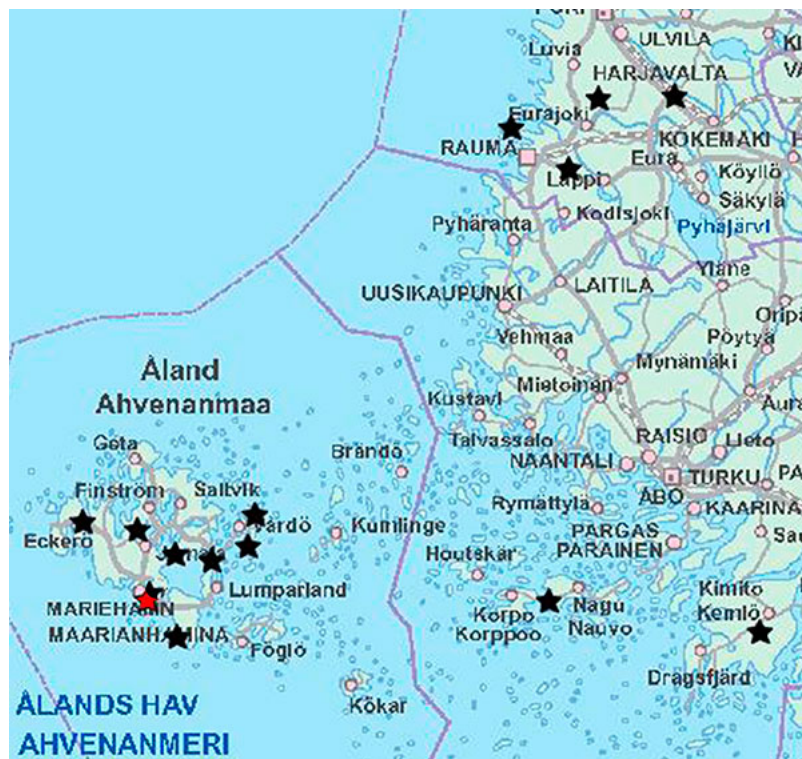 Luvia
ULVILA
HARJAVALTA
Eurajoki
RAUMA
KOKEMÄKI
Eura
Köyliö
Lappi
Säkylä
Kodisjoki
Pyhäranta
Pyhäjärvi
Yläne
LAITILA
UUSIKAUPUNKI
Oripä
Vehmaa
Pöytyä
Mynämäki
Åland
Ahvenanmaa
Mietoinen
Kustavi
Aura
Taivassalo
RAISIO
Lieto
Geta
Brändö
NAANTALI
TURKU
PA
Finström
Saltvik
ÅBO
Rymättylä
KAARINA
Vårdö
Kumlinge
PARGAS
PARAINEN
Sau
Eckerö
Houtskär
Lumparland
Kimito
Kemiö
MARIEHAMN
MAARIANHAMINA
Korpo
Korppoo
Nagu
Nauvo
Föglö
Dragsfjärd
Kökar
ÅLANDS HAV
AHVENANMERI